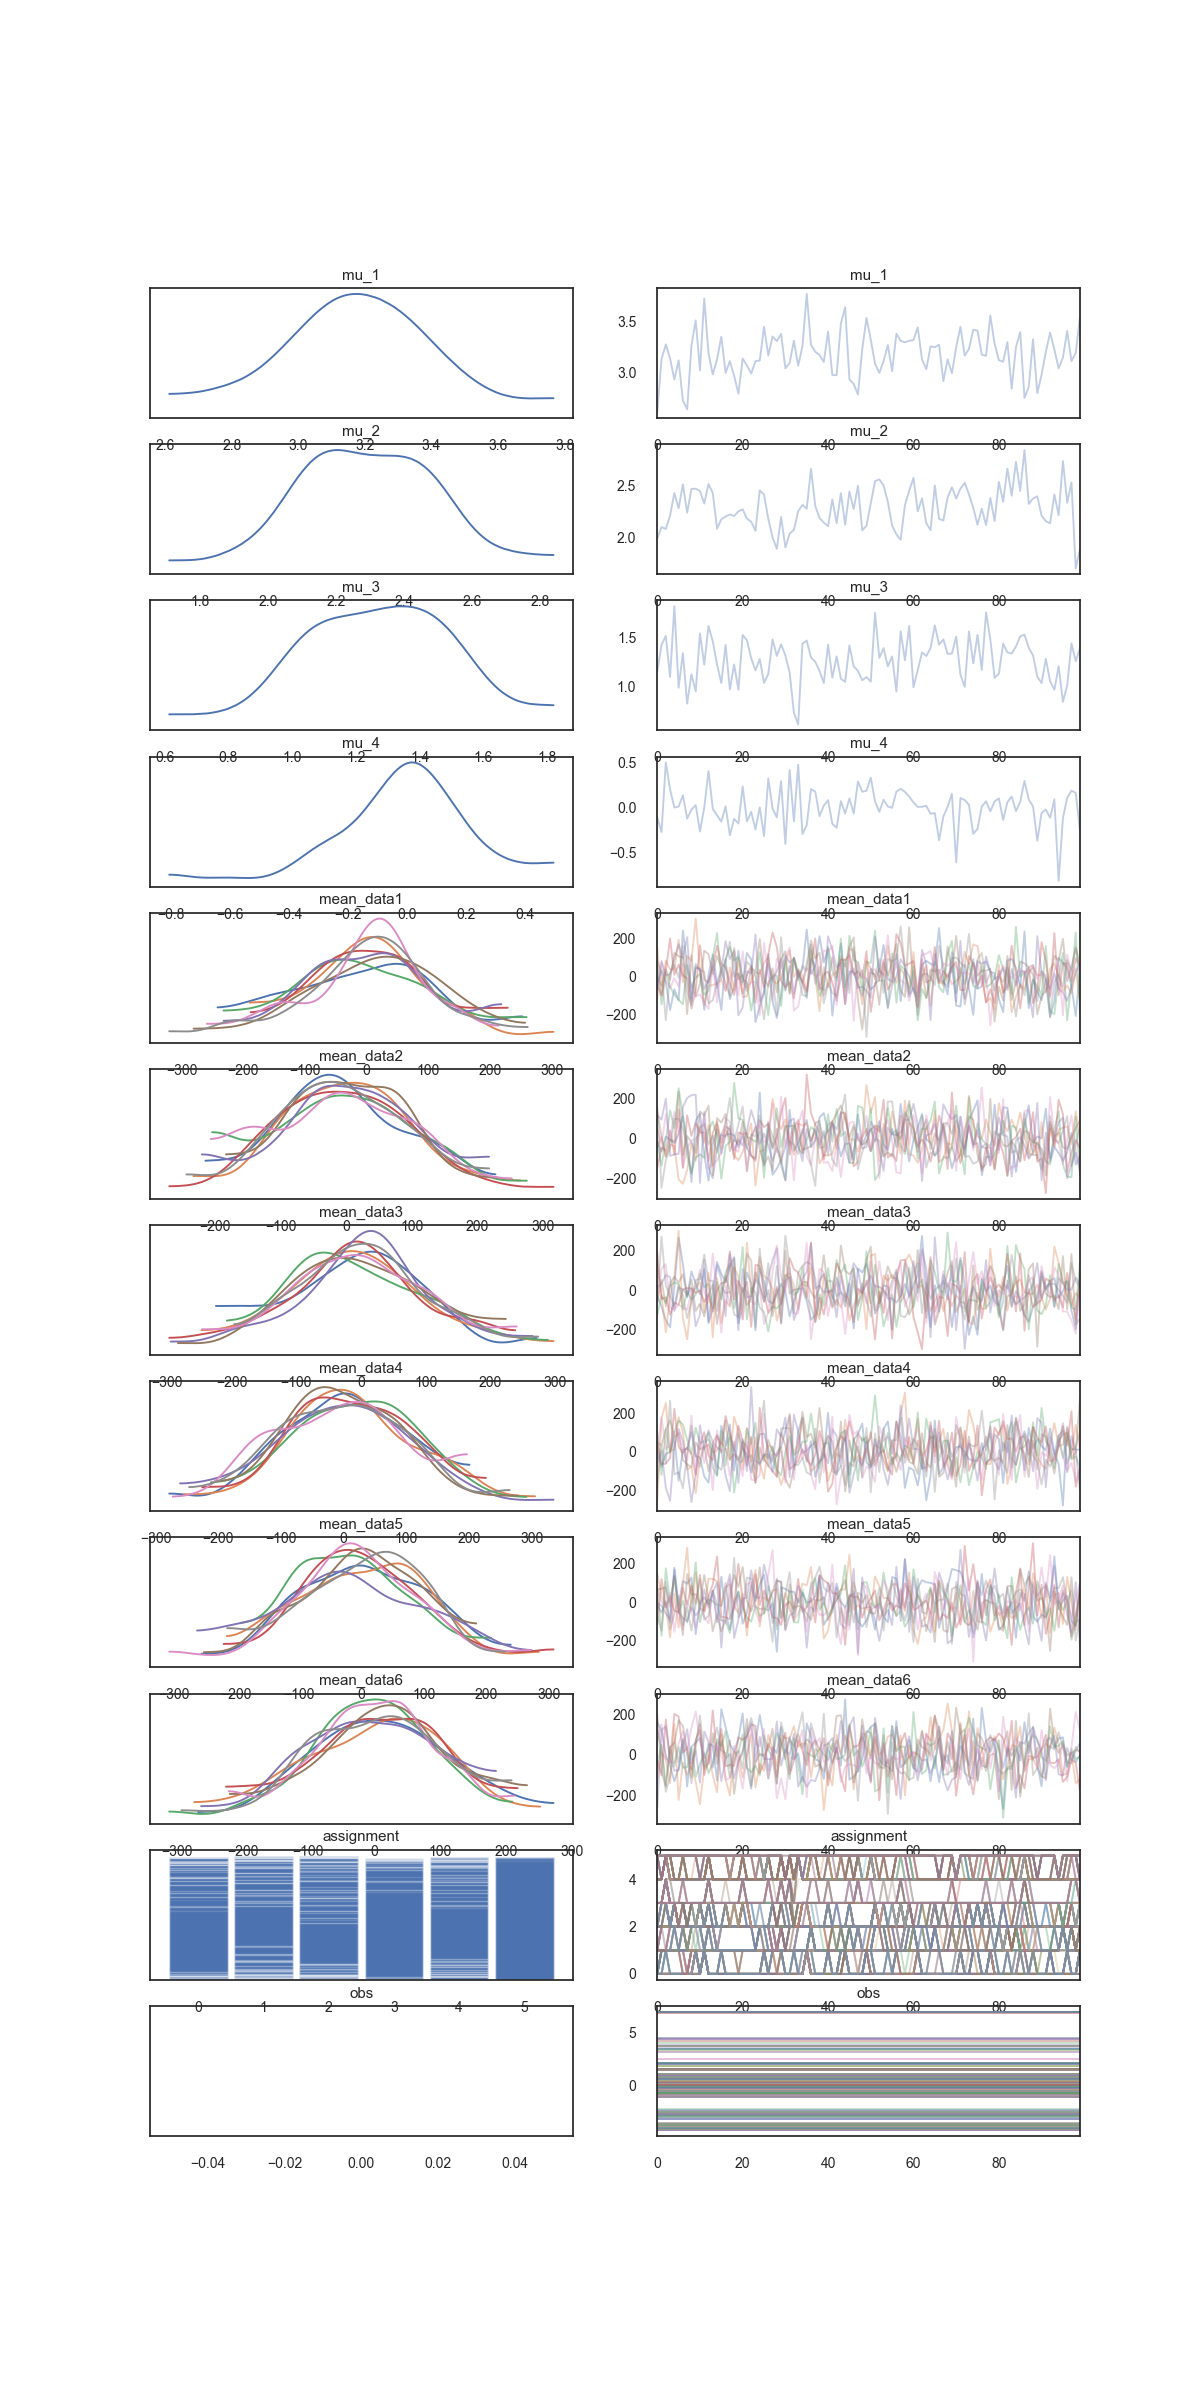 mu_1 mu_1
3.5
3.0
2.6 2.8 3.0 3.2 3.4 3.6 3.8 0 20 40 60 80
mu_2 mu_2
2.5
2.0
1.8 2.0 2.2 2.4 2.6 2.8 0 20 40 60 80
mu_3 mu_3
1.5
1.0
0.6 0.8 1.0 1.2 1.4 1.6 1.8 0 20 40 60 80
mu_4 mu_4
0.5
0.0
−0.5
−0.8 −0.6 −0.4 −0.2 0.0 0.2 0.4 0 20 40 60 80
mean_data1 mean_data1
200
0
−200
−300 −200 −100 0 100 200 300 0 20 40 60 80
mean_data2 mean_data2
200
0
−200
−200 −100 0 100 200 300 0 20 40 60 80
mean_data3 mean_data3
200
0
−200
−300 −200 −100 0 100 200 300 0 20 40 60 80
mean_data4 mean_data4
200
0
−200
−300 −200 −100 0 100 200 300 0 20 40 60 80
mean_data5 mean_data5
200
0
−200
−300 −200 −100 0 100 200 300 0 20 40 60 80
mean_data6 mean_data6
200
0
−200
−300 −200 −100 0 100 200 300 0 20 40 60 80
assignment assignment
4
2
0
0 1 2 3 4 5 0 20 40 60 80
obs obs
5
0
−0.04 −0.02 0.00 0.02 0.04 0 20 40 60 80